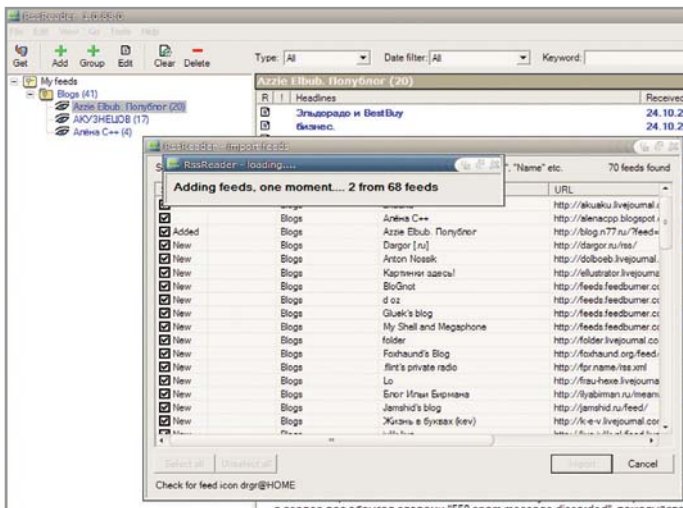 RssReader 1.0.88.0
File Edit View Go Tools Help
Get Add Group Edit Clear Delete Type: All Date filter: All Keyword:
My feeds
Blogs (41)
Azzie Elbub. Полублог (20)
АКУЗНЕЦОВ (17)
Алёна C++ (4)
Azzie Elbub. Полублог (20)
R ! Headlines Received
Эльдорадо и BestBuy 24.10.2
бизнес. 24.10.2
RssReader - import feeds
RssReader - loading....
"Name" etc. 70 feeds found
Adding feeds, one moment.... 2 from 68 feeds
URL
Blogs http://akuaku.livejournal.c
Blogs Алёна C++ http://alenacpp.blogspot.
Added Blogs Azzie Elbub. Полублог http://blog.n77.ru/?feed=
New Blogs Dargor [.ru] http://dargor.ru/rss/
New Blogs Anton Nossik http://dolboeb.livejournal.
New Blogs Картинки здесь! http://ellustrator.livejourna
New Blogs BloGnot http://feeds.feedburner.co
New Blogs d oz http://feeds.feedburner.co
New Blogs Gluek's blog http://feeds.feedburner.co
New Blogs My Shell and Megaphone http://feeds.feedburner.co
New Blogs folder http://folder.livejournal.co
New Blogs Foxhaund's Blog http://foxhaund.org/feed/
New Blogs .flint's private radio http://fpr.name/rss.xml
New Blogs Lo http://frau-hexe.livejourna
New Blogs Блог Ильи Бирмана http://ilyabirman.ru/meanw
New Blogs Jamshid's blog http://jamshid.ru/feed/
New Blogs Жизнь в буквах (kev) http://k-e-v.livejournal.cor
New
Select all Unselect all Import Cancel
Check for feed icon drgr@HOME